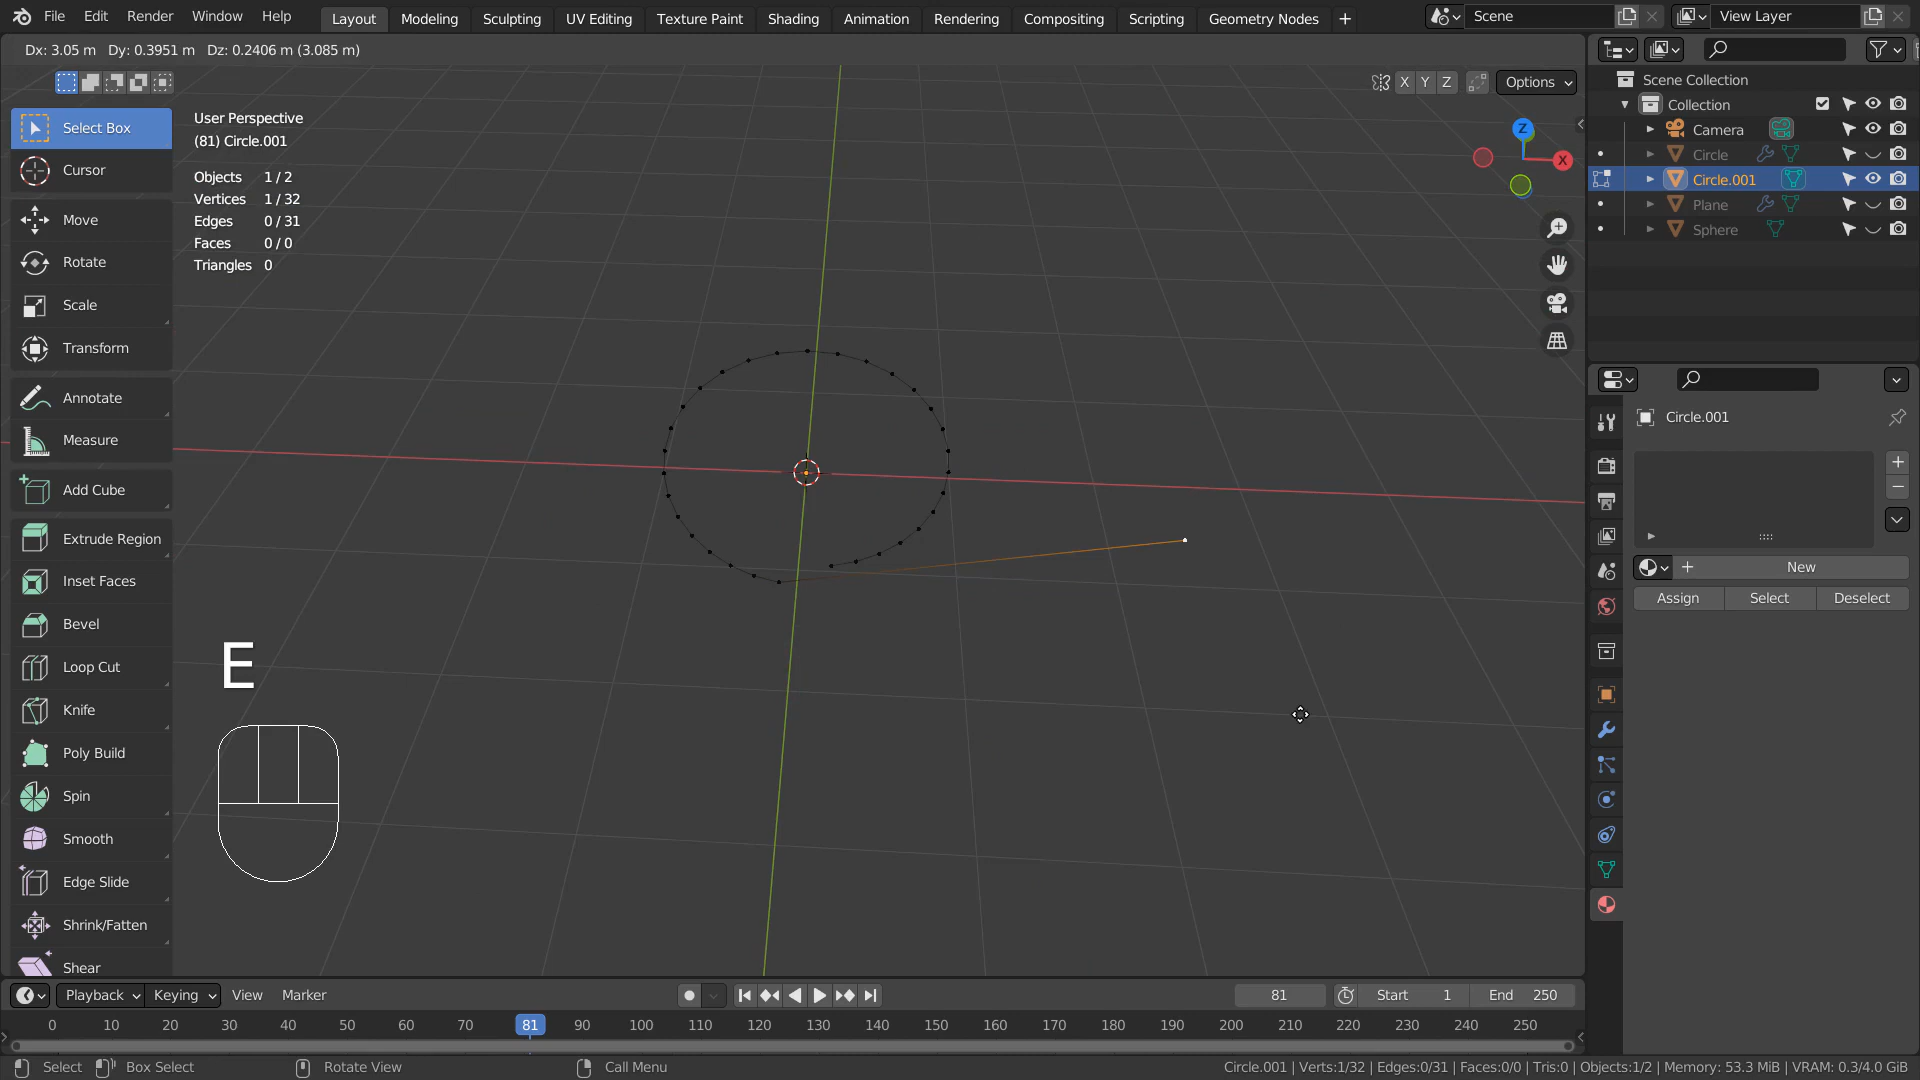 File Edit Render Window Help Layout Modeling Sculpting UV Editing Texture Paint Shading Animation Rendering Compositing Scripting Geometry Nodes + Scene View Layer
Dx: 3.05 m Dy: 0.3951 m Dz: 0.2406 m (3.085 m)
X Y Z Options
Select Box
Cursor
Move
Rotate
Scale
Transform
Annotate
Measure
Add Cube
Extrude Region
Inset Faces
Bevel
Loop Cut
Knife
Poly Build
Spin
Smooth
Edge Slide
Shrink/Fatten
Shear
User Perspective
(81) Circle.001
Objects 1 / 2
Vertices 1 / 32
Edges 0 / 31
Faces 0 / 0
Triangles 0
E
Z
X
Scene Collection
Collection
Camera
Circle
Circle.001
Plane
Sphere
Circle.001
+ New
Assign Select Deselect
Playback Keying View Marker 81 Start 1 End 250
0 10 20 30 40 50 60 70 81 90 100 110 120 130 140 150 160 170 180 190 200 210 220 230 240 250
Select Box Select Rotate View Call Menu Circle.001 | Verts:1/32 | Edges:0/31 | Faces:0/0 | Tris:0 | Objects:1/2 | Memory: 53.3 MiB | VRAM: 0.3/4.0 GiB